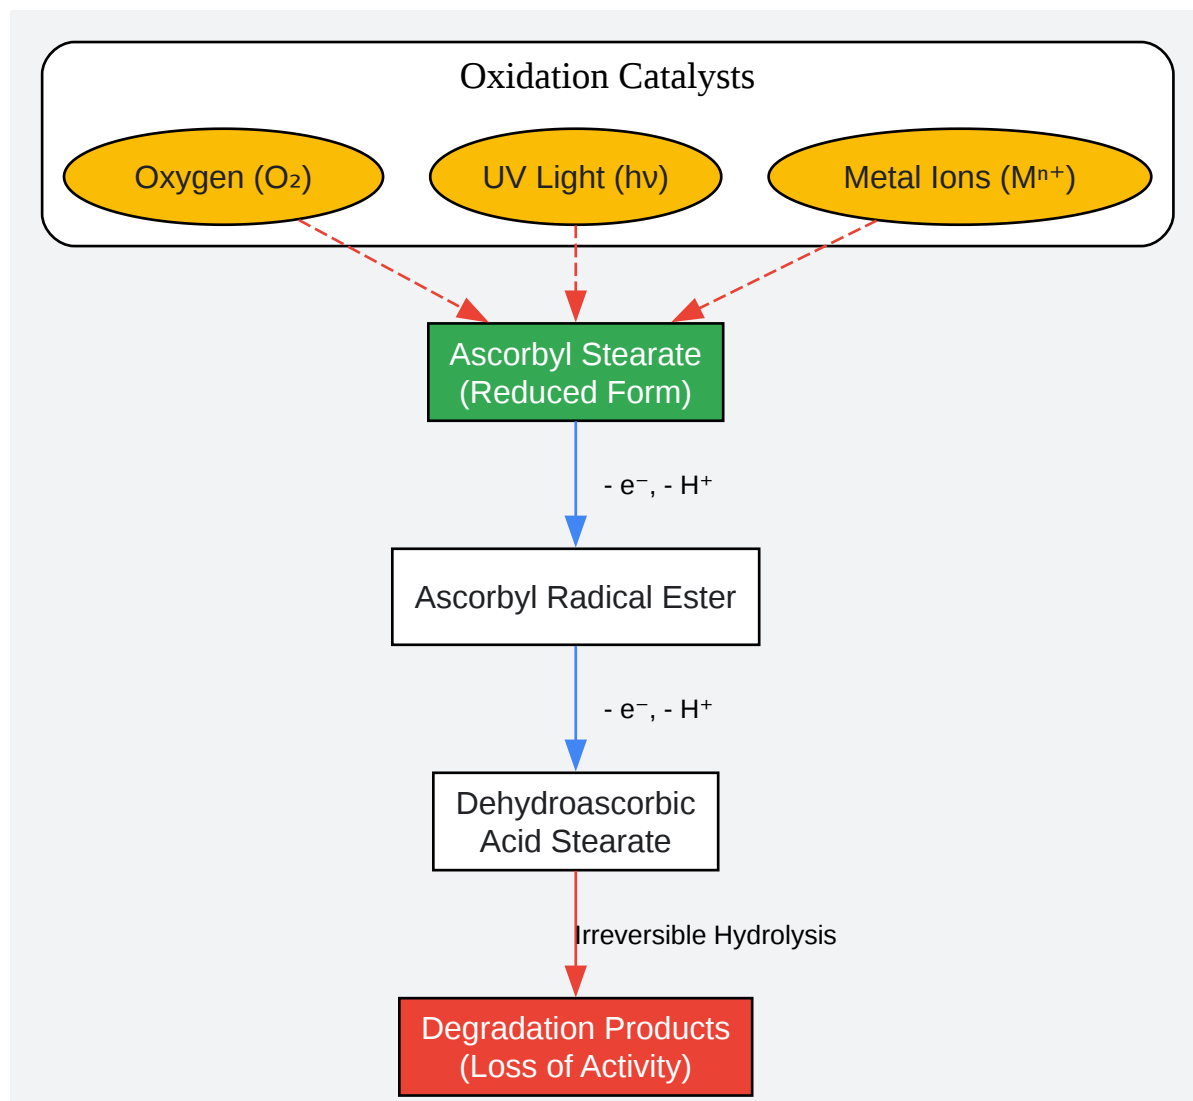 Oxidation Catalysts
Oxygen (O₂)
UV Light (hν)
Metal Ions (Mⁿ⁺)
Ascorbyl Stearate
(Reduced Form)
- e⁻, - H⁺
Ascorbyl Radical Ester
- e⁻, - H⁺
Dehydroascorbic
Acid Stearate
Irreversible Hydrolysis
Degradation Products
(Loss of Activity)